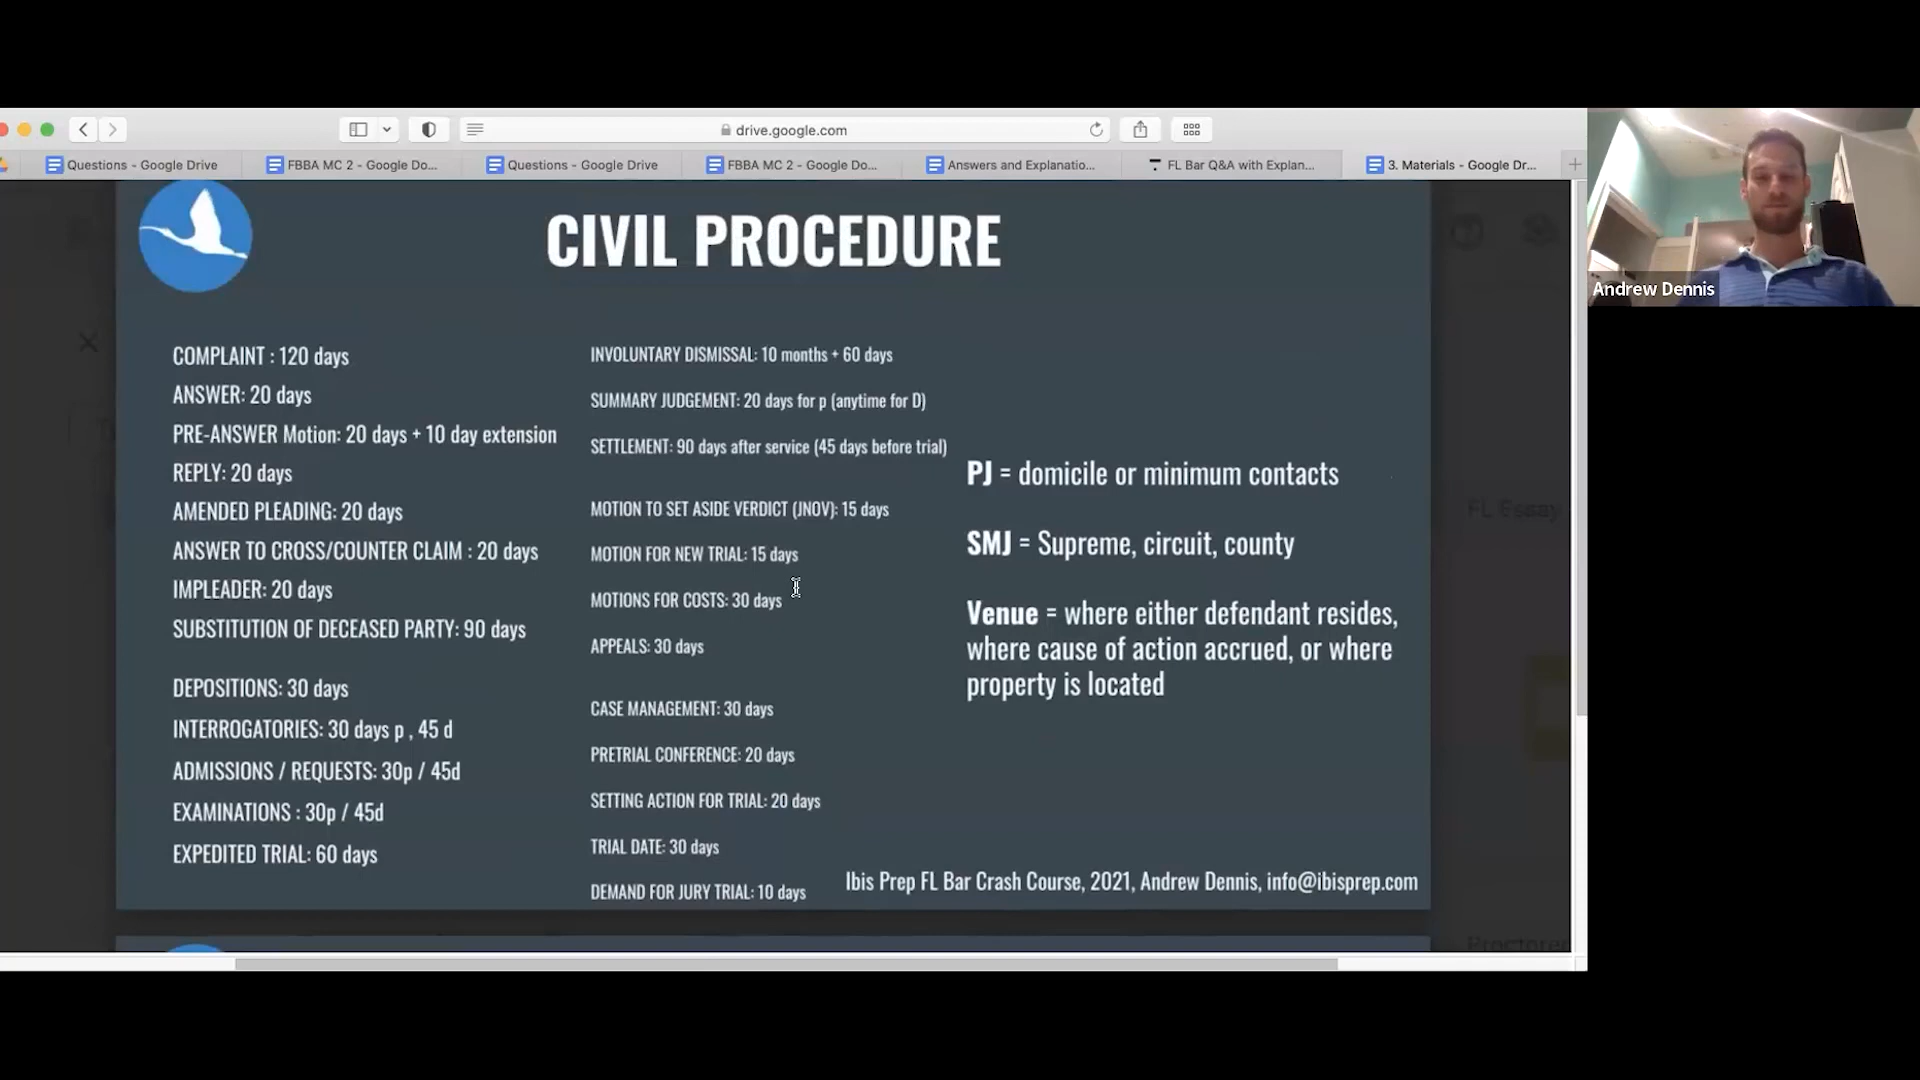 drive.google.com
Questions - Google Drive
FBBA MC 2 - Google Do...
Questions - Google Drive
FBBA MC 2 - Google Do...
Answers and Explanatio...
FL Bar Q&A with Explan...
3. Materials - Google Dr...
CIVIL PROCEDURE
COMPLAINT : 120 days
ANSWER: 20 days
PRE-ANSWER Motion: 20 days + 10 day extension
REPLY: 20 days
AMENDED PLEADING: 20 days
ANSWER TO CROSS/COUNTER CLAIM : 20 days
IMPLEADER: 20 days
SUBSTITUTION OF DECEASED PARTY: 90 days
DEPOSITIONS: 30 days
INTERROGATORIES: 30 days p , 45 d
ADMISSIONS / REQUESTS: 30p / 45d
EXAMINATIONS : 30p / 45d
EXPEDITED TRIAL: 60 days
INVOLUNTARY DISMISSAL: 10 months + 60 days
SUMMARY JUDGEMENT: 20 days for p (anytime for D)
SETTLEMENT: 90 days after service (45 days before trial)
MOTION TO SET ASIDE VERDICT (JNOV): 15 days
MOTION FOR NEW TRIAL: 15 days
MOTIONS FOR COSTS: 30 days
APPEALS: 30 days
CASE MANAGEMENT: 30 days
PRETRIAL CONFERENCE: 20 days
SETTING ACTION FOR TRIAL: 20 days
TRIAL DATE: 30 days
DEMAND FOR JURY TRIAL: 10 days
PJ = domicile or minimum contacts
SMJ = Supreme, circuit, county
Venue = where either defendant resides,
where cause of action accrued, or where
property is located
Ibis Prep FL Bar Crash Course, 2021, Andrew Dennis, info@ibisprep.com
FL Essay
Andrew Dennis